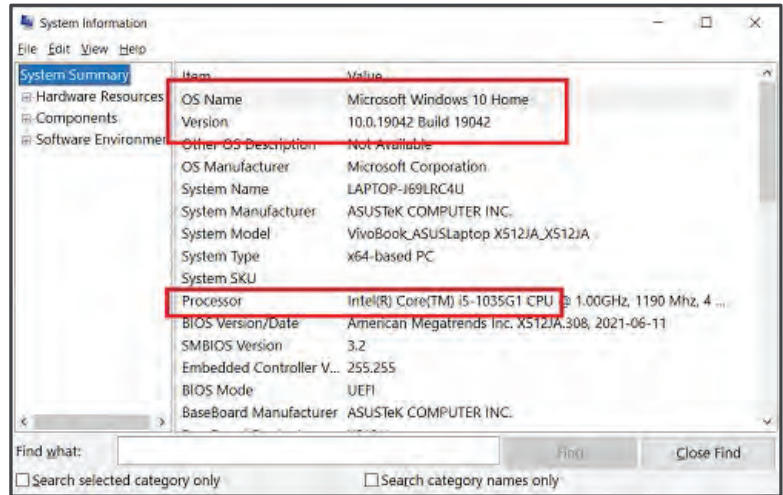 System Information
File Edit View Help
System Summary
Hardware Resources
Components
Software Environmen
Item Value
OS Name Microsoft Windows 10 Home
Version 10.0.19042 Build 19042
Other OS Description Not Available
OS Manufacturer Microsoft Corporation
System Name LAPTOP-J69LRC4U
System Manufacturer ASUSTeK COMPUTER INC.
System Model VivoBook_ASUSLaptop X512JA_X512JA
System Type x64-based PC
System SKU
Processor Intel(R) Core(TM) i5-1035G1 CPU @ 1.00GHz, 1190 Mhz, 4 ...
BIOS Version/Date American Megatrends Inc. X512JA.308, 2021-06-11
SMBIOS Version 3.2
Embedded Controller V... 255.255
BIOS Mode UEFI
BaseBoard Manufacturer ASUSTeK COMPUTER INC.
Find what: Find Close Find
Search selected category only Search category names only